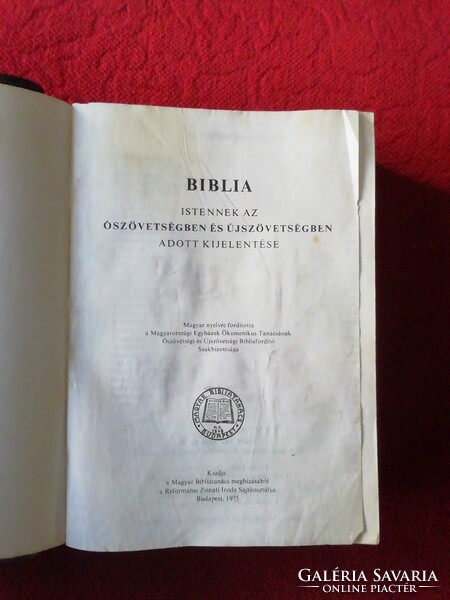 BIBLIA
ISTENNEK AZ
ÓSZÖVETSÉGBEN ÉS ÚJSZÖVETSÉGBEN
ADOTT KIJELENTÉSE
Magyar nyelvre fordította
a Magyarországi Egyházak Ökumenikus Tanácsának
Ószövetségi és Újszövetségi Bibliafordító
Szakbizottsága
MAGYAR BIBLIATANÁCS
BUDAPEST
Kiadja
a Magyar Bibliatanács megbízásából
a Református Zsinati Iroda Sajtóosztálya
Budapest, 1975
GALÉRIA SAVARIA
ONLINE PIACTÉR